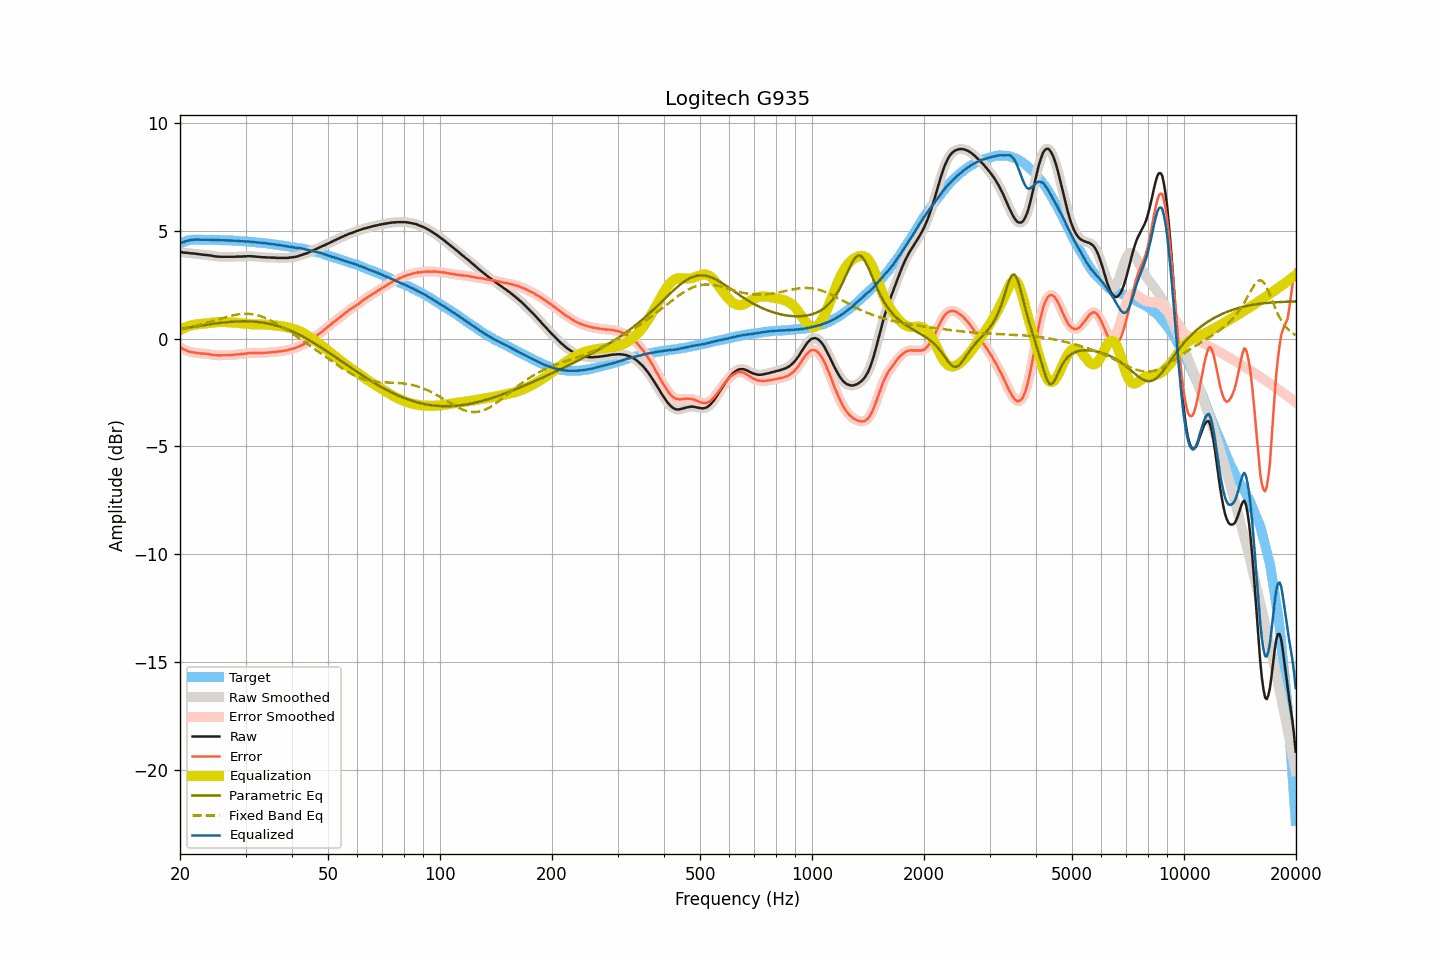 Logitech G935
10
5
0
−5
−10
−15
−20
Amplitude (dBr)
Target
Raw Smoothed
Error Smoothed
Raw
Error
Equalization
Parametric Eq
Fixed Band Eq
Equalized
20 50 100 200 500 1000 2000 5000 10000 20000
Frequency (Hz)